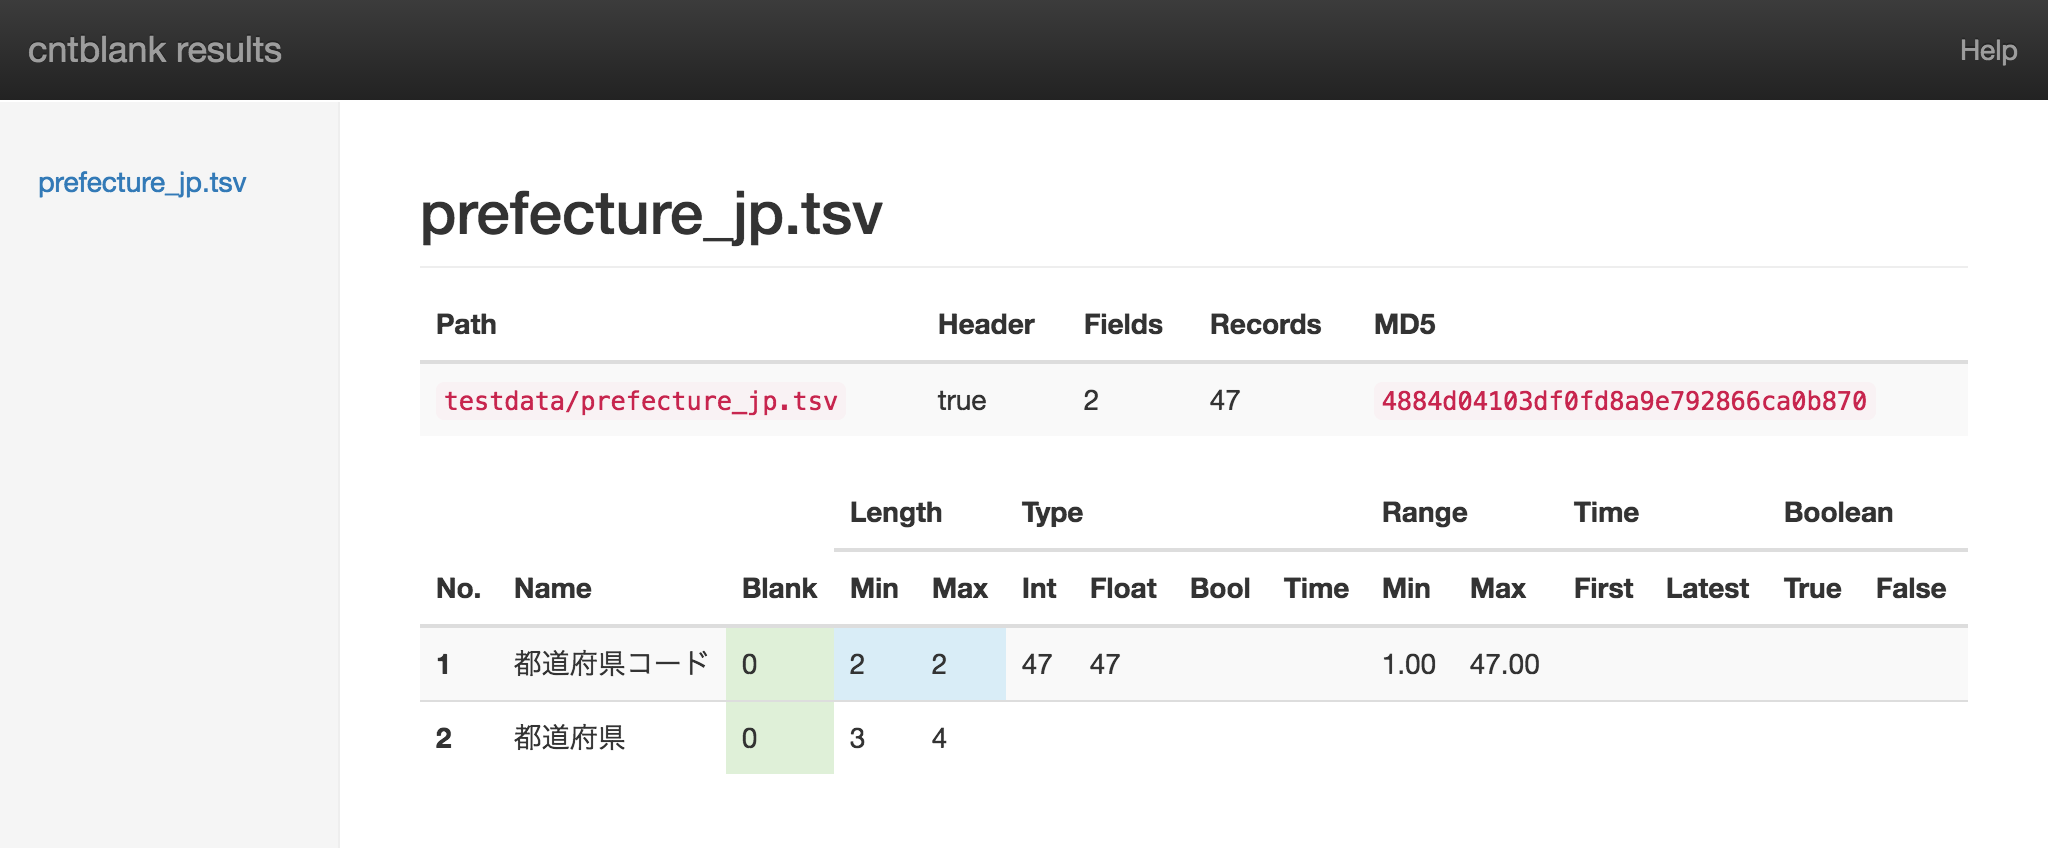 cntblank results Help
prefecture_jp.tsv
prefecture_jp.tsv
Path Header Fields Records MD5
testdata/prefecture_jp.tsv true 2 47 4884d04103df0fd8a9e792866ca0b870
Length Type Range Time Boolean
No. Name Blank Min Max Int Float Bool Time Min Max First Latest True False
1 都道府県コード 0 2 2 47 47 1.00 47.00
2 都道府県 0 3 4